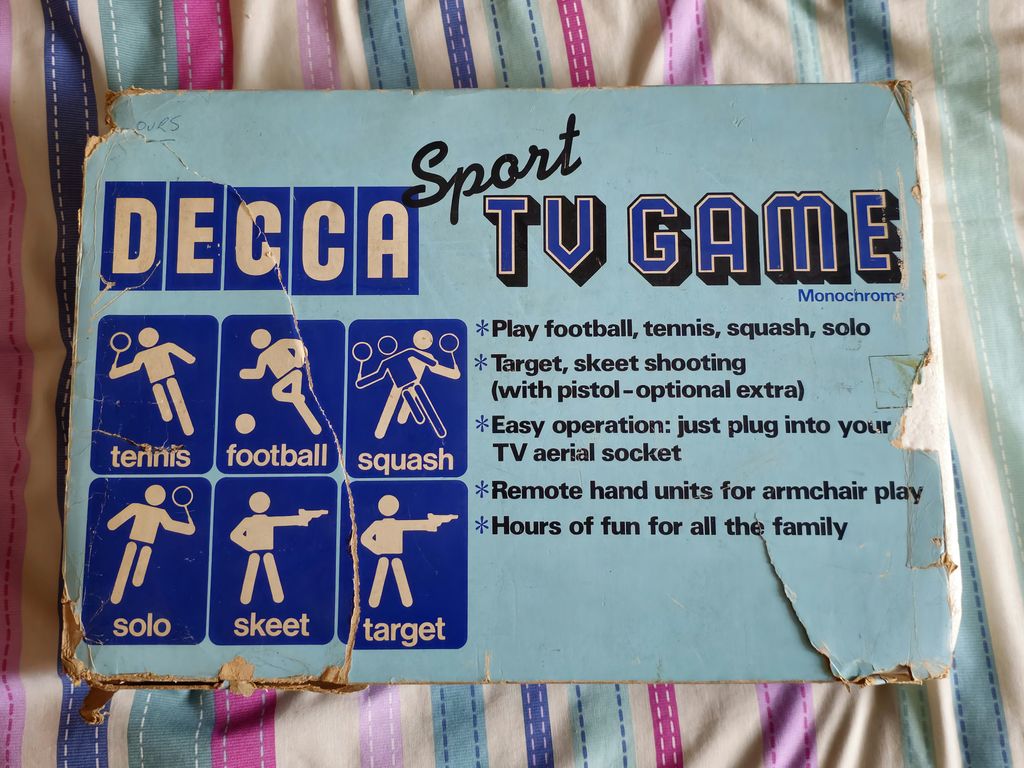 OURS
Sport
DECCA TV GAME
Monochrome
tennis football squash
solo skeet target
*Play football, tennis, squash, solo
*Target, skeet shooting
(with pistol-optional extra)
*Easy operation: just plug into your
TV aerial socket
*Remote hand units for armchair play
*Hours of fun for all the family